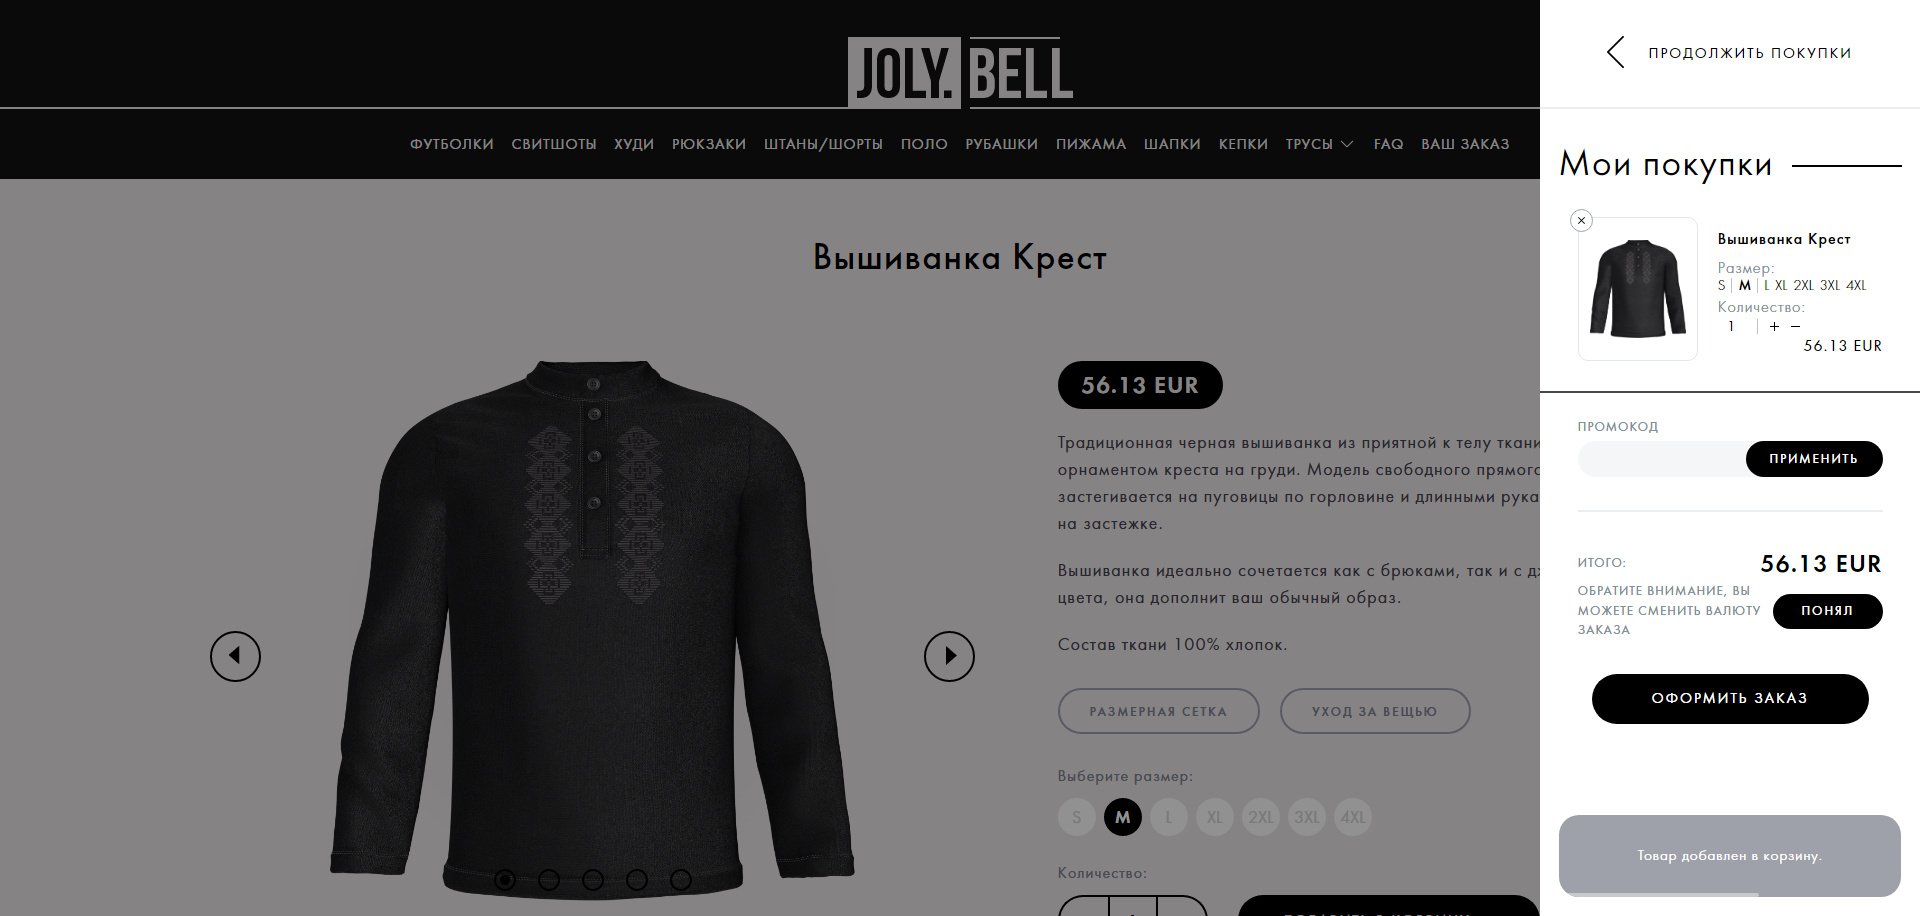 JOLY. BELL
ФУТБОЛКИ СВИТШОТЫ ХУДИ РЮКЗАКИ ШТАНЫ/ШОРТЫ ПОЛО РУБАШКИ ПИЖАМА ШАПКИ КЕПКИ ТРУСЫ FAQ ВАШ ЗАКАЗ
Вышиванка Крест
56.13 EUR
Традиционная черная вышиванка из приятной к телу ткани
орнаментом креста на груди. Модель свободного прямого
застегивается на пуговицы по горловине и длинными
на застежке.
Вышиванка идеально сочетается как с брюками, так и с
цвета, она дополнит ваш обычный образ.
Состав ткани 100% хлопок.
РАЗМЕРНАЯ СЕТКА
УХОД ЗА ВЕЩЬЮ
Выберите размер:
S M L XL 2XL 3XL 4XL
Количество:
ПРОДОЛЖИТЬ ПОКУПКИ
Мои покупки
Вышиванка Крест
Размер:
S M L XL 2XL 3XL 4XL
Количество:
1 + −
56.13 EUR
ПРОМОКОД
ПРИМЕНИТЬ
ИТОГО: 56.13 EUR
ОБРАТИТЕ ВНИМАНИЕ, ВЫ
МОЖЕТЕ СМЕНИТЬ ВАЛЮТУ
ЗАКАЗА
ПОНЯЛ
ОФОРМИТЬ ЗАКАЗ
Товар добавлен в корзину.